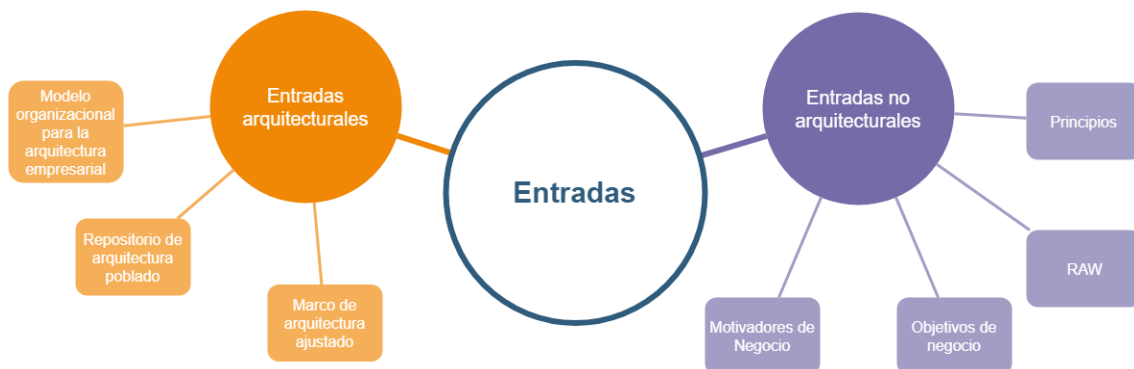 Entradas
arquitecturales
Modelo
organizacional
para la
arquitectura
empresarial
Repositorio de
arquitectura
poblado
Marco de
arquitectura
ajustado
Entradas
Entradas no
arquitecturales
Principios
RAW
Motivadores de
Negocio
Objetivos de
negocio